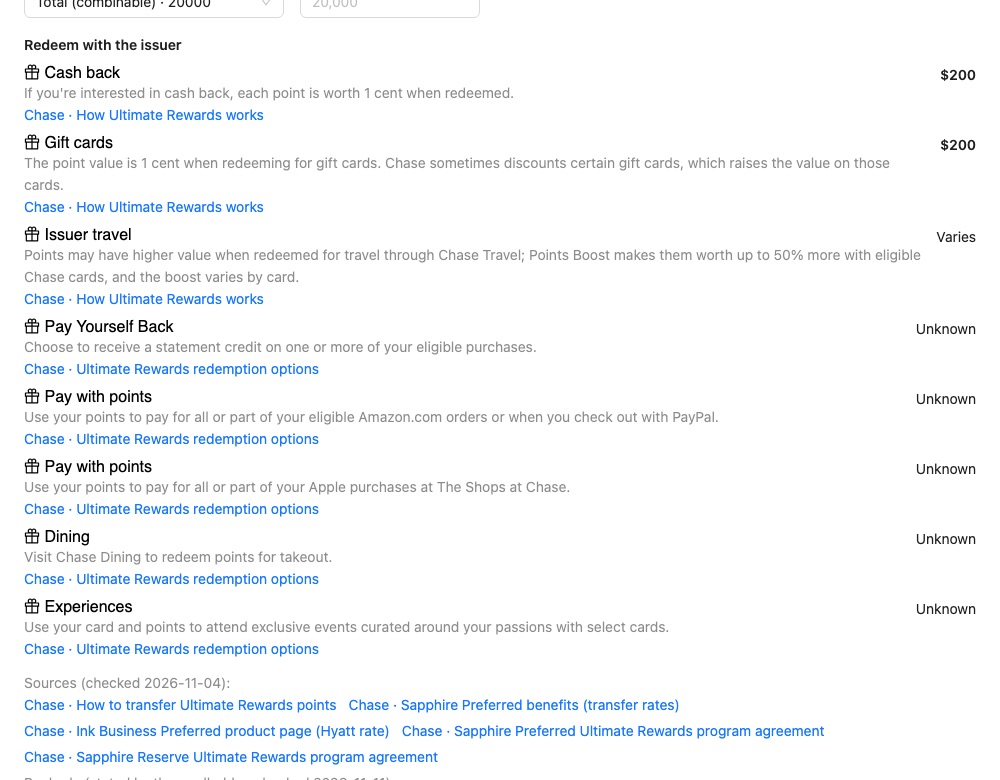 Total (combinable) · 20000
20,000
Redeem with the issuer
Cash back
$200
If you're interested in cash back, each point is worth 1 cent when redeemed.
Chase · How Ultimate Rewards works
Gift cards
$200
The point value is 1 cent when redeeming for gift cards. Chase sometimes discounts certain gift cards, which raises the value on those
cards.
Chase · How Ultimate Rewards works
Issuer travel
Varies
Points may have higher value when redeemed for travel through Chase Travel; Points Boost makes them worth up to 50% more with eligible
Chase cards, and the boost varies by card.
Chase · How Ultimate Rewards works
Pay Yourself Back
Unknown
Choose to receive a statement credit on one or more of your eligible purchases.
Chase · Ultimate Rewards redemption options
Pay with points
Unknown
Use your points to pay for all or part of your eligible Amazon.com orders or when you check out with PayPal.
Chase · Ultimate Rewards redemption options
Pay with points
Unknown
Use your points to pay for all or part of your Apple purchases at The Shops at Chase.
Chase · Ultimate Rewards redemption options
Dining
Unknown
Visit Chase Dining to redeem points for takeout.
Chase · Ultimate Rewards redemption options
Experiences
Unknown
Use your card and points to attend exclusive events curated around your passions with select cards.
Chase · Ultimate Rewards redemption options
Sources (checked 2026-11-04):
Chase · How to transfer Ultimate Rewards points Chase · Sapphire Preferred benefits (transfer rates)
Chase · Ink Business Preferred product page (Hyatt rate) Chase · Sapphire Preferred Ultimate Rewards program agreement
Chase · Sapphire Reserve Ultimate Rewards program agreement